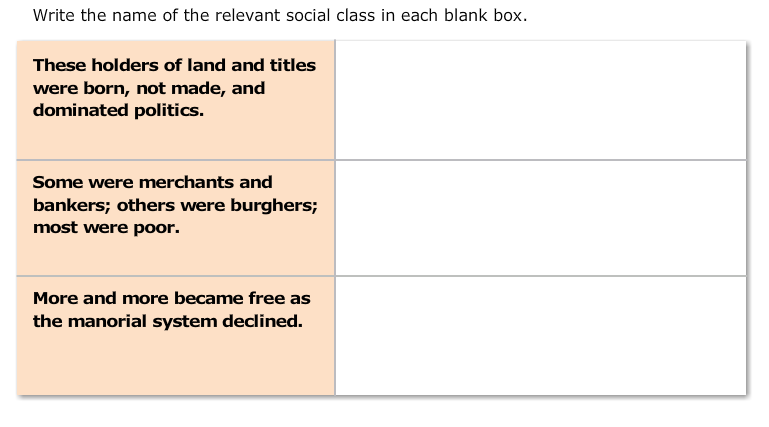 Write the name of the relevant social class in each blank box.
These holders of land and titles
were born, not made, and
dominated politics.
Some were merchants and
bankers; others were burghers;
most were poor.
More and more became free as
the manorial system declined.